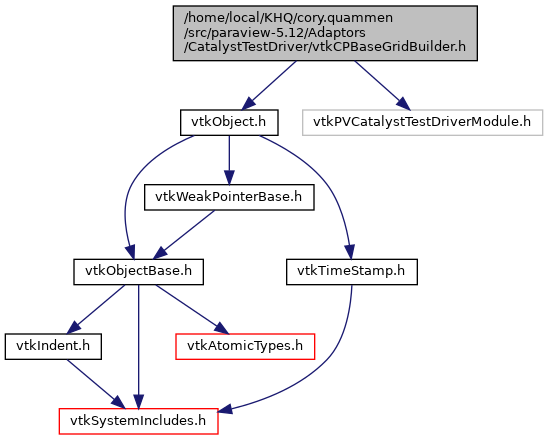 /home/local/KHQ/cory.quammen
/src/paraview-5.12/Adaptors
/CatalystTestDriver/vtkCPBaseGridBuilder.h
vtkObject.h
vtkPVCatalystTestDriverModule.h
vtkWeakPointerBase.h
vtkObjectBase.h
vtkTimeStamp.h
vtkIndent.h
vtkAtomicTypes.h
vtkSystemIncludes.h